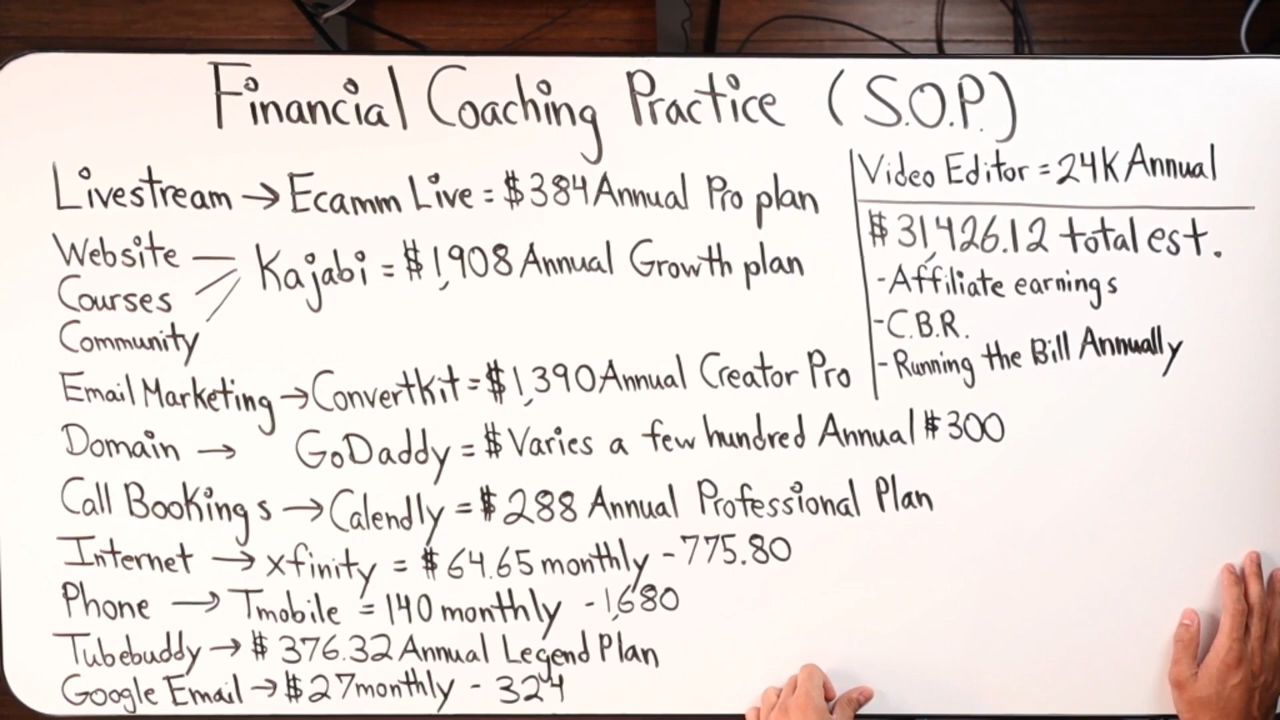 Financial Coaching Practice (S.O.P.)
Livestream → Ecamm Live = $384 Annual Pro plan
Website
Courses
Community
Kajabi = $1,908 Annual Growth plan
Email Marketing → Convertkit = $1,390 Annual Creator Pro
Domain → GoDaddy = $ Varies a few hundred Annual $300
Call Bookings → Calendly = $288 Annual Professional Plan
Internet → xfinity = $64.65 monthly - 775.80
Phone → Tmobile = 140 monthly - 1,680
Tubebuddy → $376.32 Annual Legend Plan
Google Email → $27 monthly - 324
Video Editor = 24K Annual
$31,426.12 total est.
- Affiliate earnings
- C.B.R.
- Running the Bill Annually